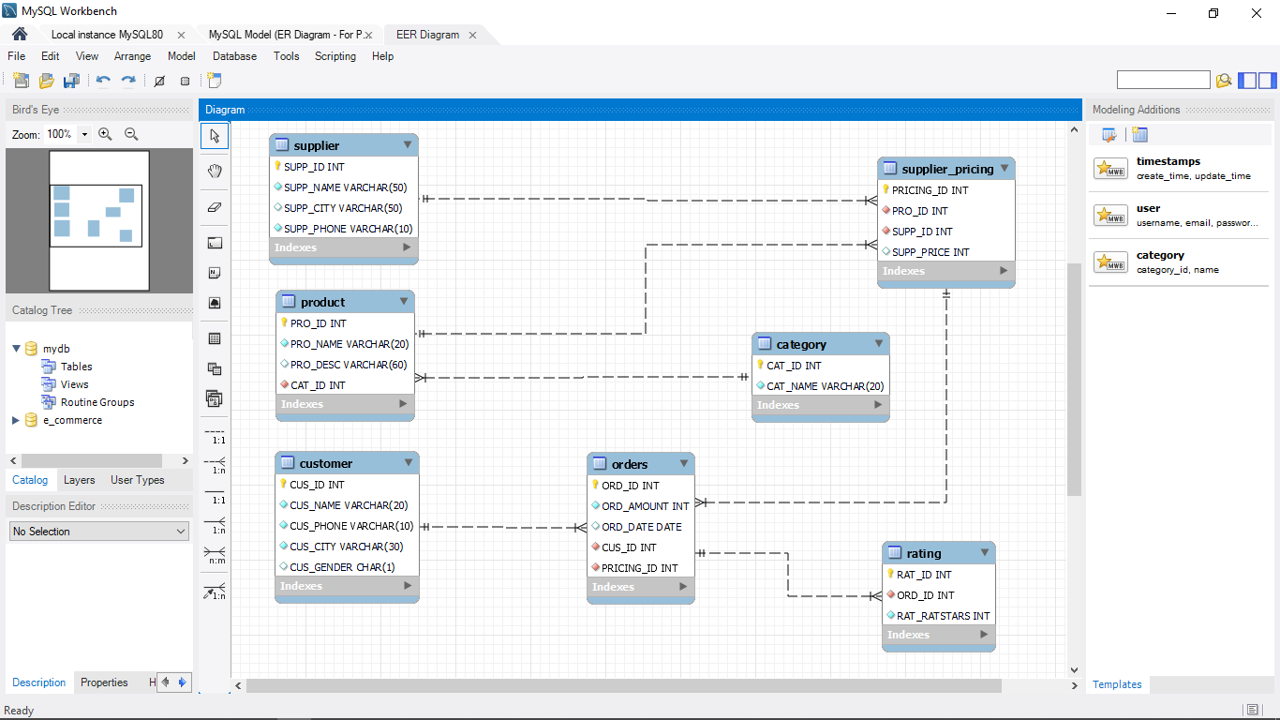 MySQL Workbench
Local instance MySQL80
MySQL Model (ER Diagram - For P
EER Diagram
File Edit View Arrange Model Database Tools Scripting Help
Bird's Eye
Zoom: 100%
Catalog Tree
mydb
Tables
Views
Routine Groups
e_commerce
Catalog Layers User Types
Description Editor
No Selection
Description Properties H
Ready
Diagram
1:1
1:n
1:1
1:n
n:m
1:n
supplier
SUPP_ID INT
SUPP_NAME VARCHAR(50)
SUPP_CITY VARCHAR(50)
SUPP_PHONE VARCHAR(10)
Indexes
supplier_pricing
PRICING_ID INT
PRO_ID INT
SUPP_ID INT
SUPP_PRICE INT
Indexes
product
PRO_ID INT
PRO_NAME VARCHAR(20)
PRO_DESC VARCHAR(60)
CAT_ID INT
Indexes
category
CAT_ID INT
CAT_NAME VARCHAR(20)
Indexes
customer
CUS_ID INT
CUS_NAME VARCHAR(20)
CUS_PHONE VARCHAR(10)
CUS_CITY VARCHAR(30)
CUS_GENDER CHAR(1)
Indexes
orders
ORD_ID INT
ORD_AMOUNT INT
ORD_DATE DATE
CUS_ID INT
PRICING_ID INT
Indexes
rating
RAT_ID INT
ORD_ID INT
RAT_RATSTARS INT
Indexes
Modeling Additions
timestamps
create_time, update_time
user
username, email, passwor...
category
category_id, name
Templates